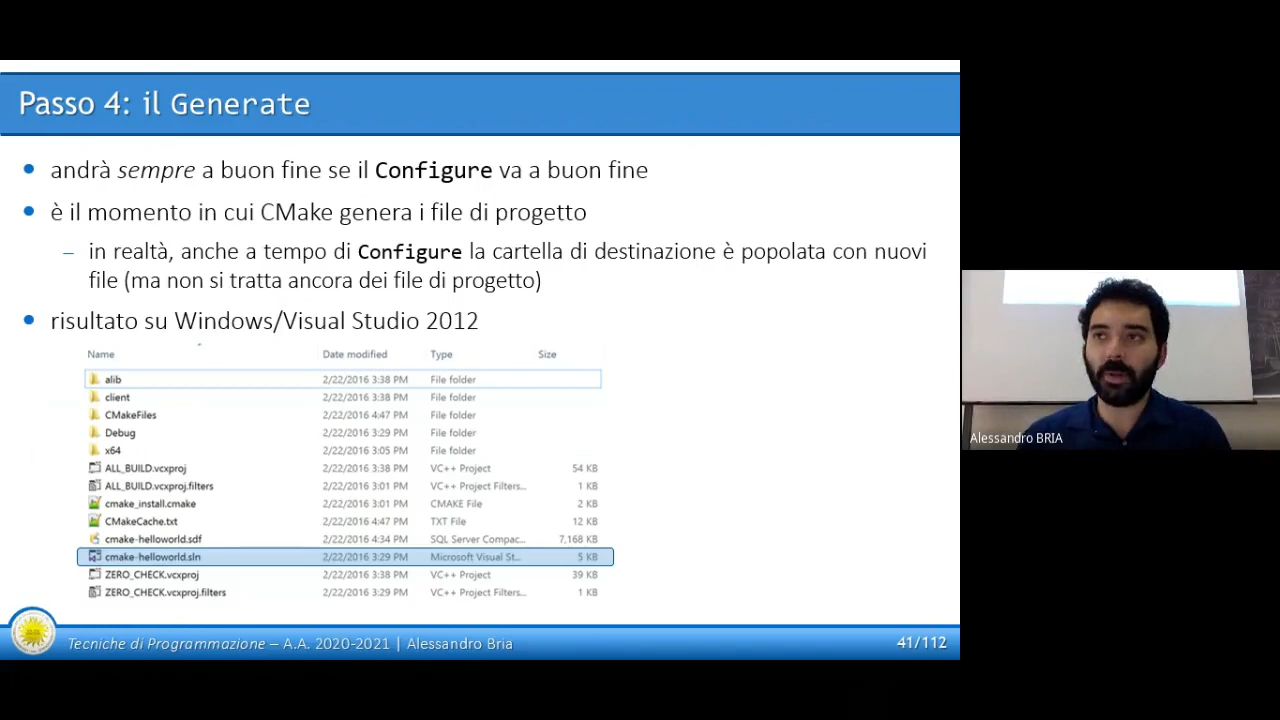 Passo 4: il Generate
andrà sempre a buon fine se il Configure va a buon fine
è il momento in cui CMake genera i file di progetto
– in realtà, anche a tempo di Configure la cartella di destinazione è popolata con nuovi
file (ma non si tratta ancora dei file di progetto)
risultato su Windows/Visual Studio 2012
Name Date modified Type Size
alib 2/22/2016 3:38 PM File folder
client 2/22/2016 3:38 PM File folder
CMakeFiles 2/22/2016 4:47 PM File folder
Debug 2/22/2016 3:29 PM File folder
x64 2/22/2016 3:05 PM File folder
ALL_BUILD.vcxproj 2/22/2016 3:38 PM VC++ Project 54 KB
ALL_BUILD.vcxproj.filters 2/22/2016 3:01 PM VC++ Project Filters... 1 KB
cmake_install.cmake 2/22/2016 3:01 PM CMAKE File 2 KB
CMakeCache.txt 2/22/2016 4:47 PM TXT File 12 KB
cmake-helloworld.sdf 2/22/2016 4:34 PM SQL Server Compac... 7,168 KB
cmake-helloworld.sln 2/22/2016 3:29 PM Microsoft Visual St... 5 KB
ZERO_CHECK.vcxproj 2/22/2016 3:38 PM VC++ Project 39 KB
ZERO_CHECK.vcxproj.filters 2/22/2016 3:29 PM VC++ Project Filters... 1 KB
Tecniche di Programmazione – A.A. 2020-2021 | Alessandro Bria 41/112
Alessandro BRIA